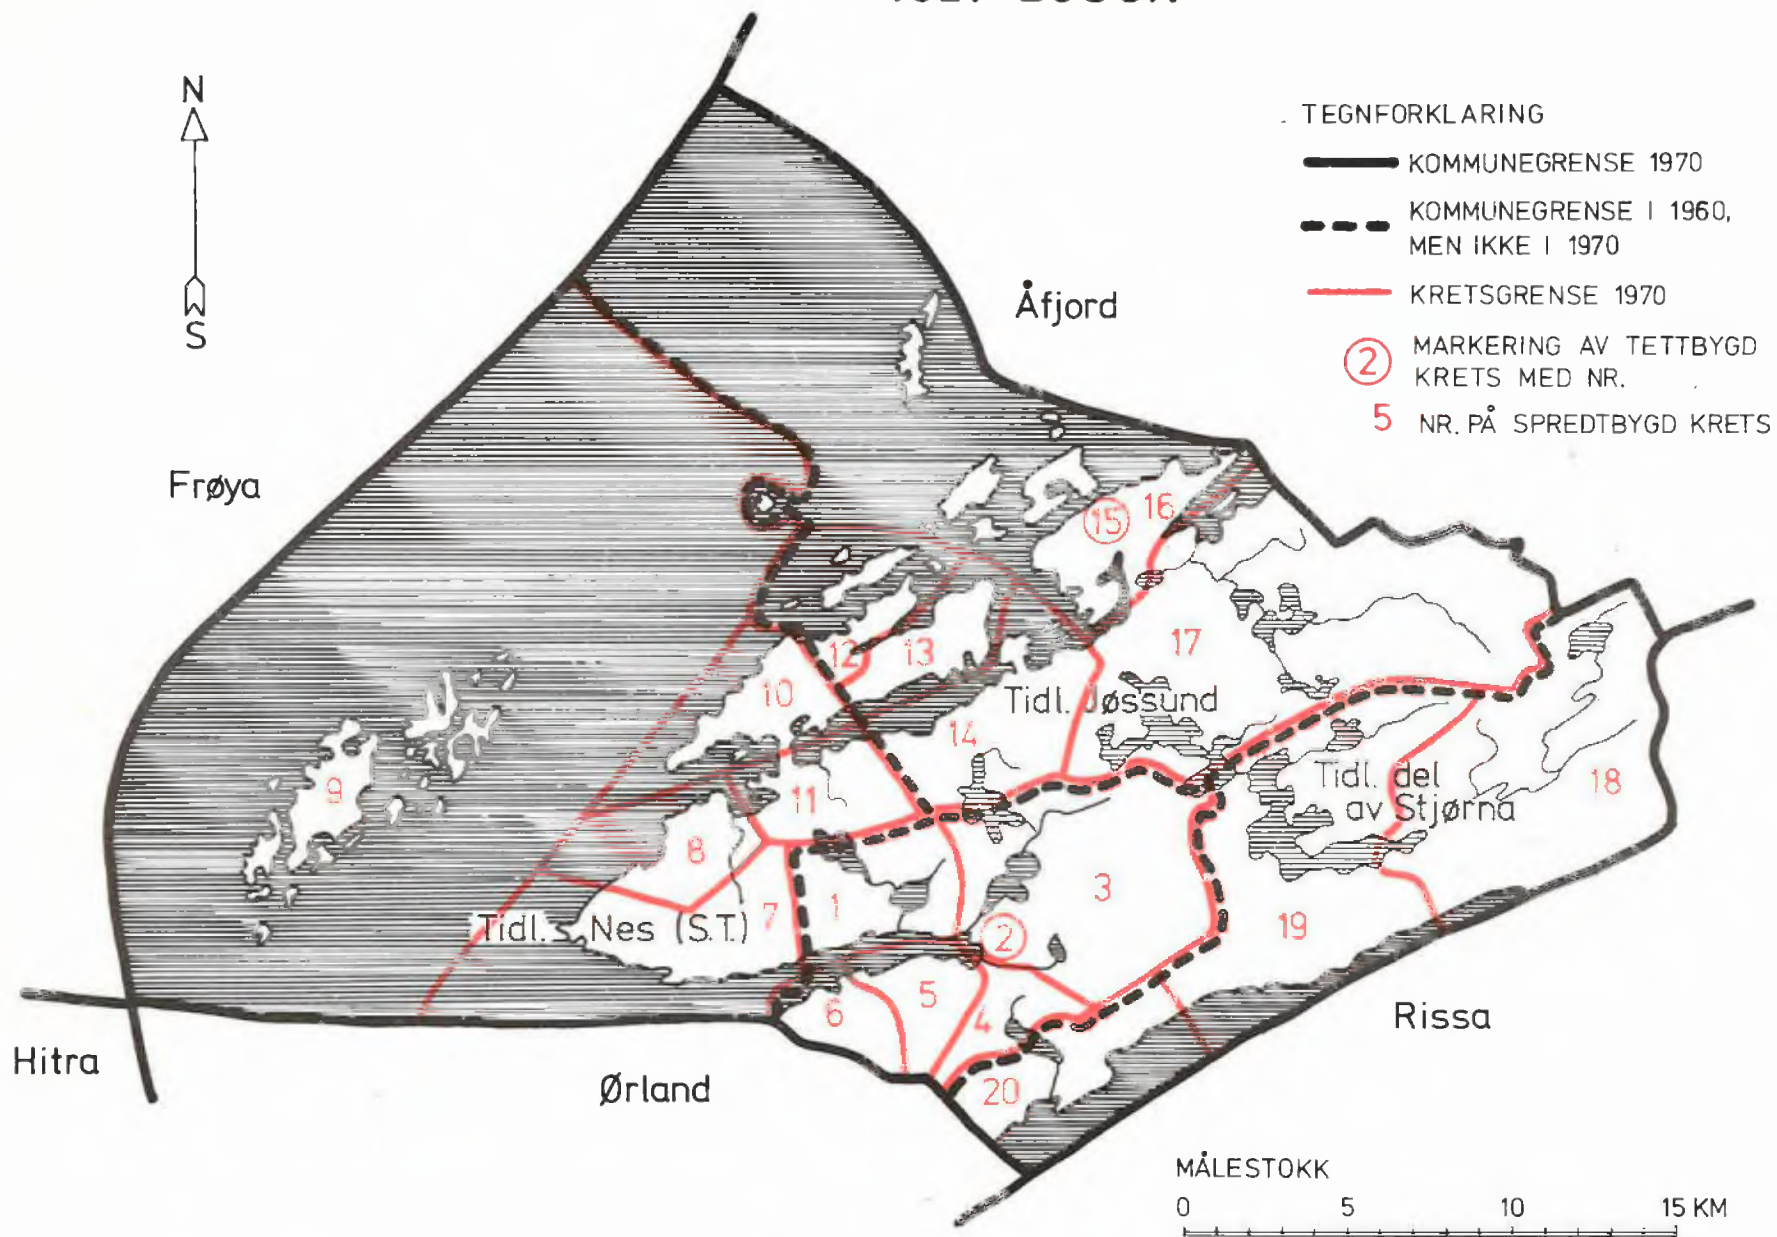 N
S
TEGNFORKLARING
KOMMUNEGRENSE 1970
KOMMUNEGRENSE I 1960,
MEN IKKE I 1970
KRETSGRENSE 1970
2 MARKERING AV TETTBYGD
KRETS MED NR.
5 NR. PÅ SPREDTBYGD KRETS
Åfjord
Frøya
15
16
17
12
13
10
Tidl. Jøssund
14
9
11
Tidl. del
av Stjørna
18
8
3
1
7
Tidl. Nes (S.T.)
2
19
5
6
4
Rissa
Hitra
Ørland
20
MÅLESTOKK
0 5 10 15 KM